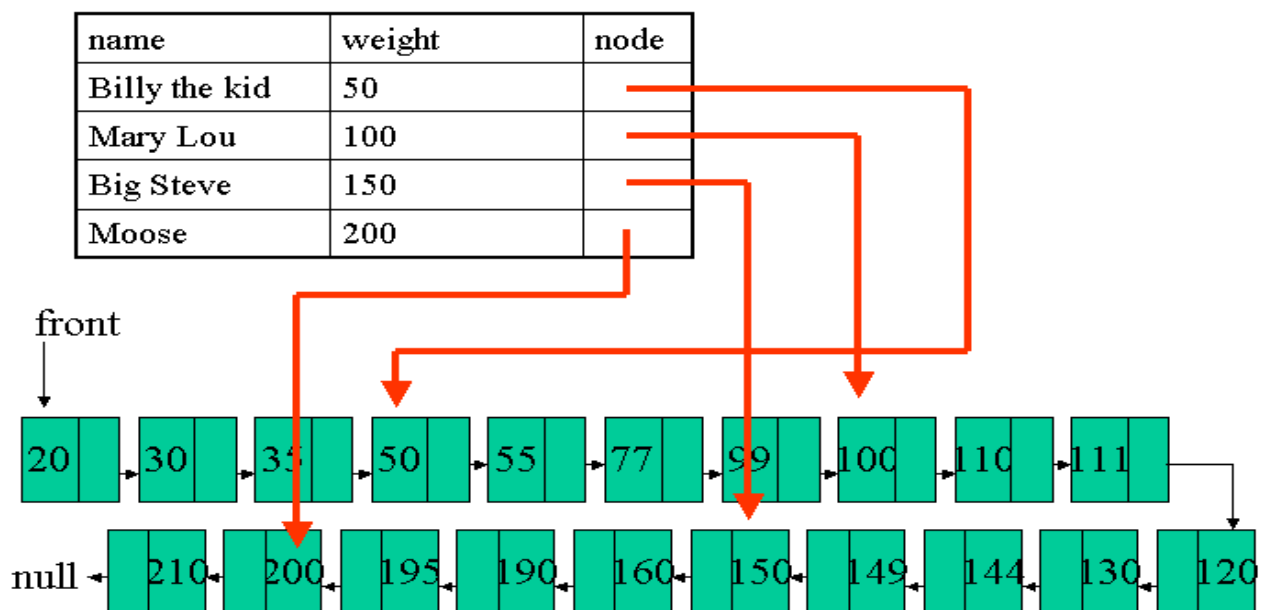 name weight node
Billy the kid 50
Mary Lou 100
Big Steve 150
Moose 200
front
20 30 35 50 55 77 99 100 110 111
null 210 200 195 190 160 150 149 144 130 120